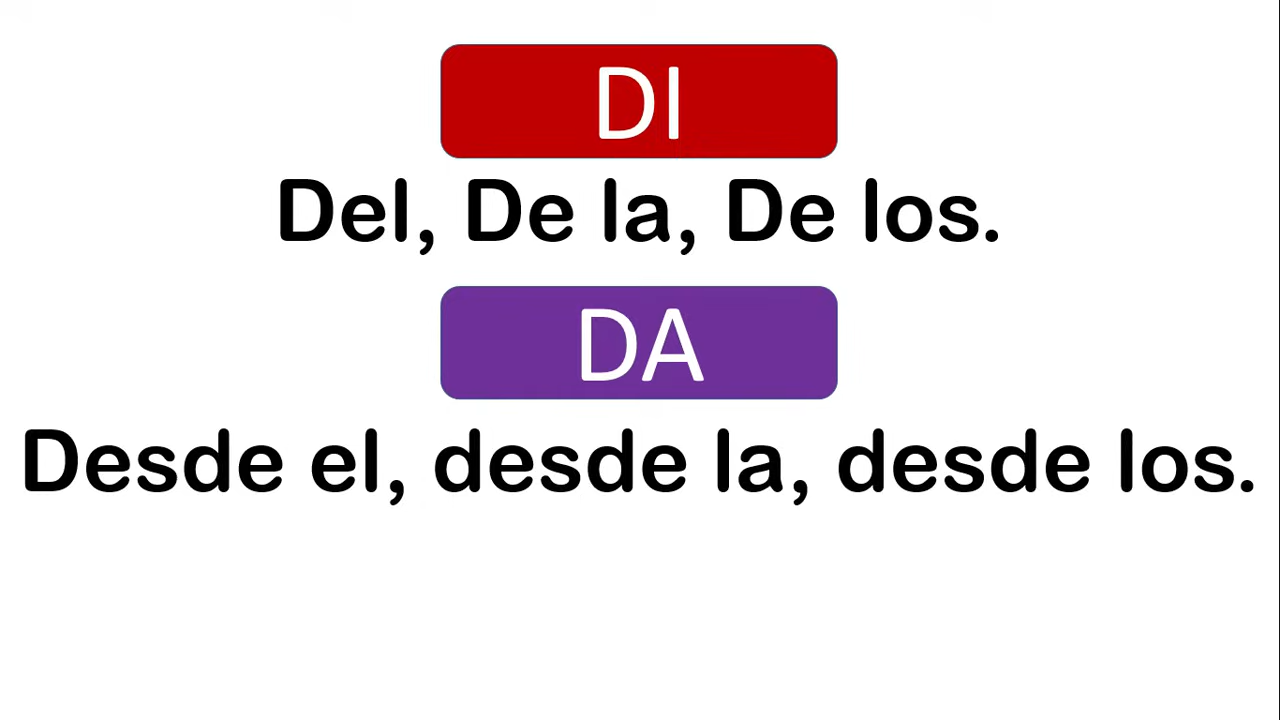 DI
Del, De la, De los.
DA
Desde el, desde la, desde los.